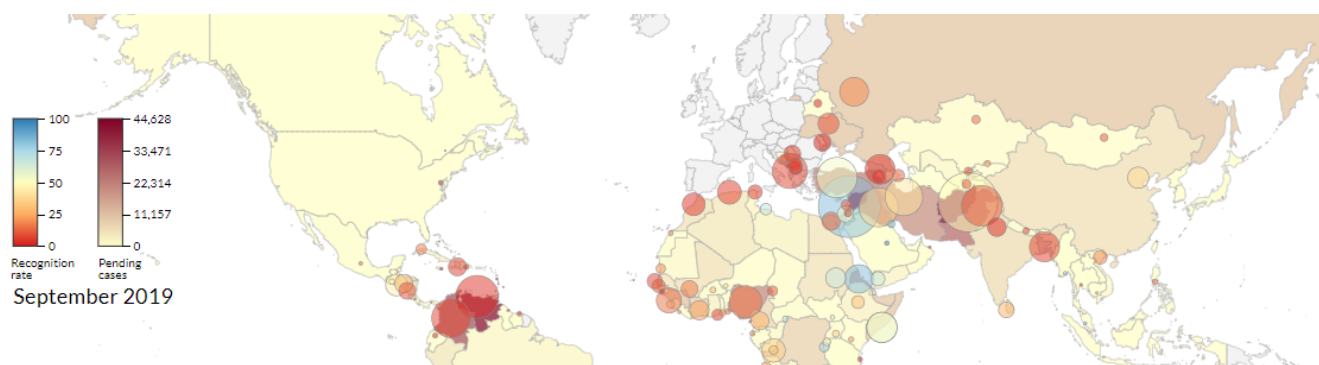 100 44,628
75 33,471
50 22,314
25 11,157
0 0
Recognition Pending
rate cases
September 2019